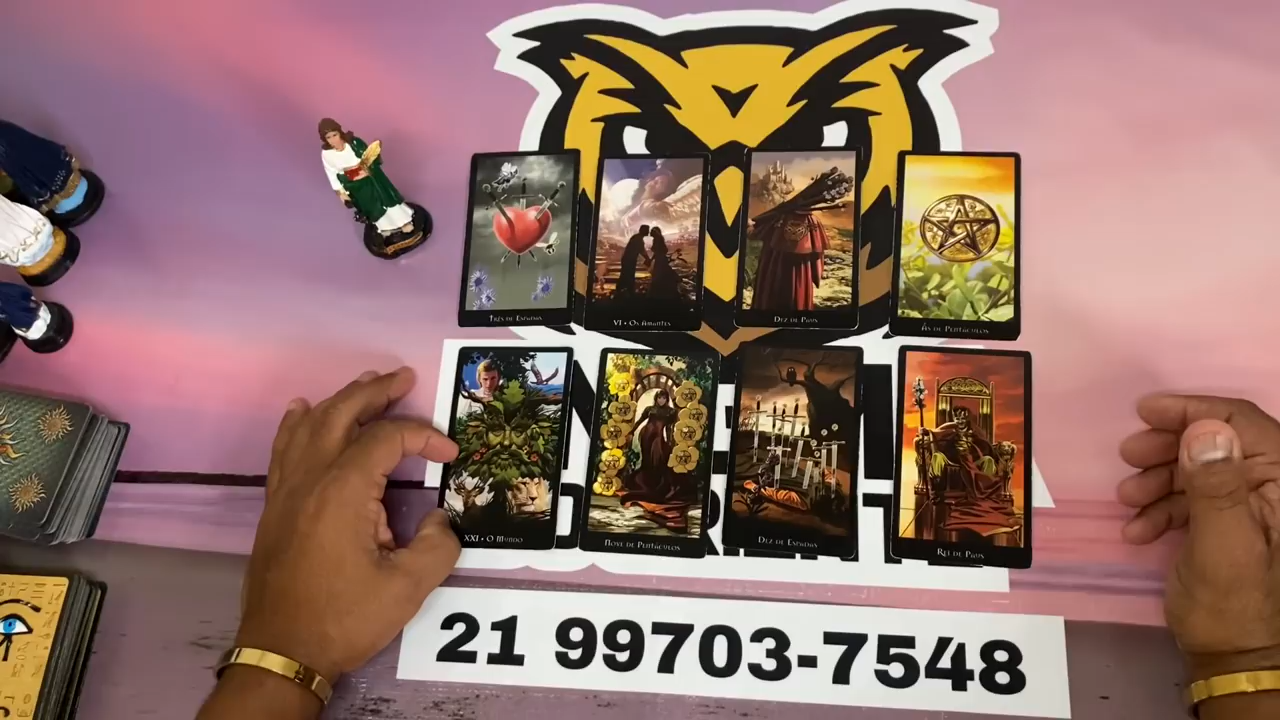 Três de Espadas
VI • Os Amantes
Dez de Paus
Ás de Pentáculos
XXI • O Mundo
Nove de Pentáculos
Dez de Espadas
Rei de Paus
21 99703-7548